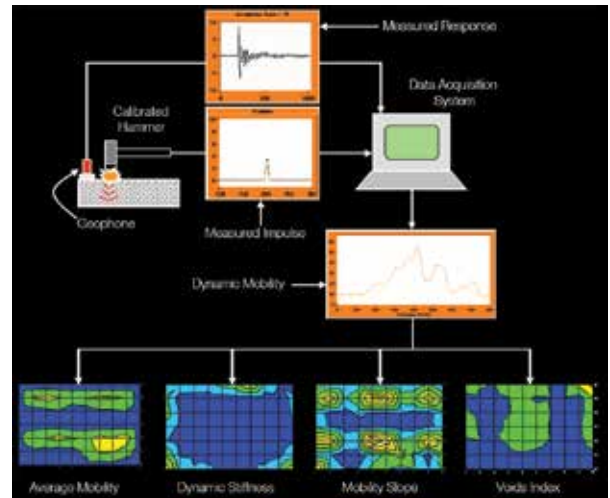 Measured Response
Data Acquisition
System
Calibrated
Hammer
Geophone
Measured Impulse
Dynamic Mobility
Average Mobility
Dynamic Stiffness
Mobility Slope
Voids Index